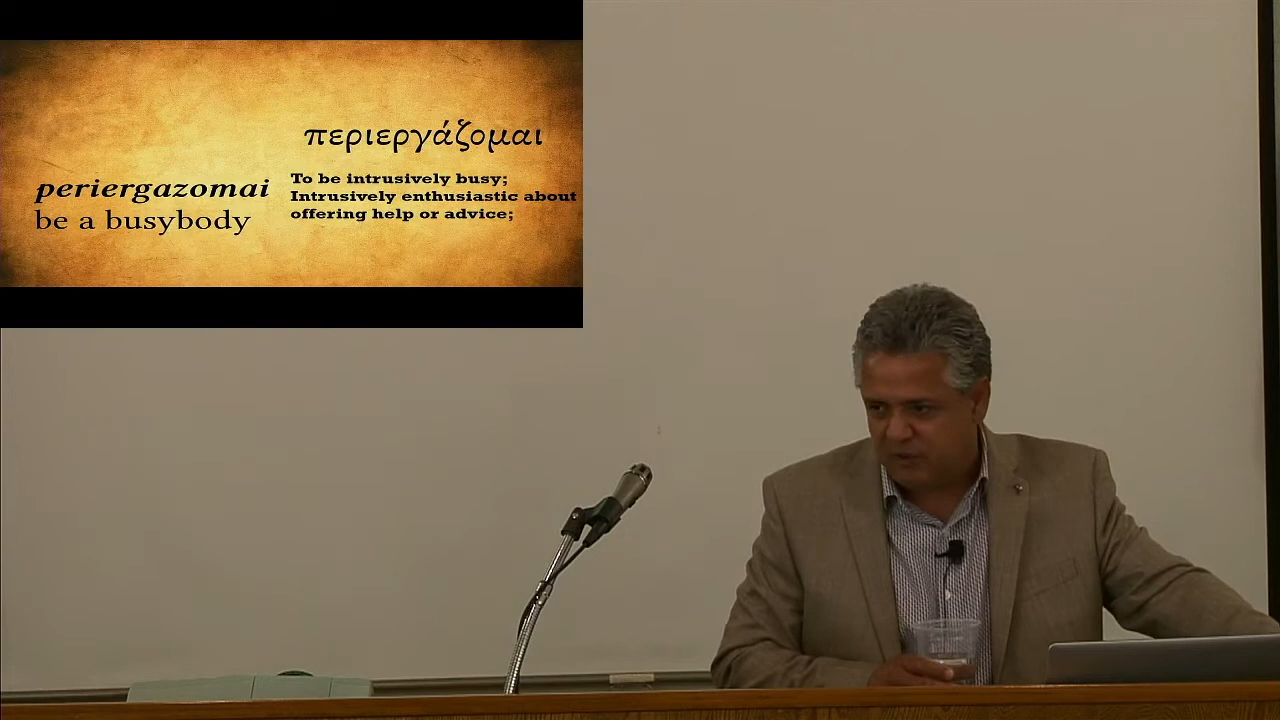 περιεργάζομαι
periergazomai
be a busybody
To be intrusively busy;
Intrusively enthusiastic about
offering help or advice;